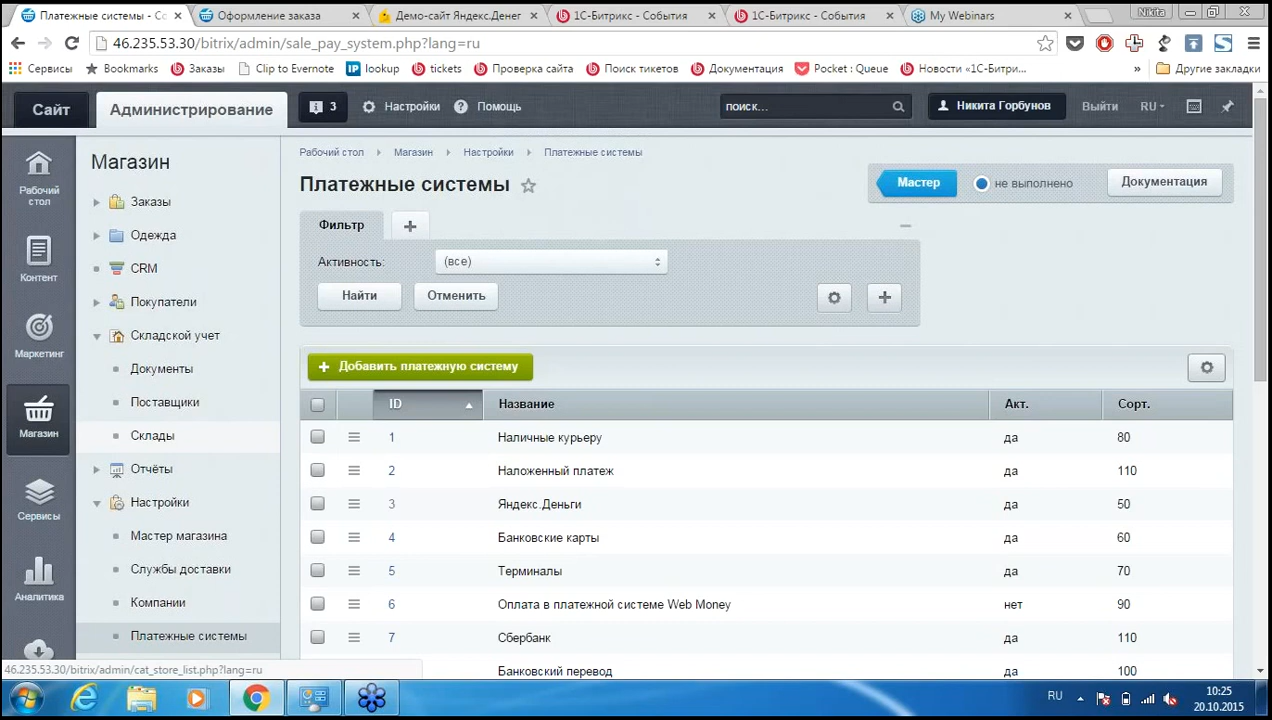 Платежные системы - Сс
Оформление заказа
Демо-сайт Яндекс.Денег
1С-Битрикс - События
1С-Битрикс - События
My Webinars
Nikita
46.235.53.30/bitrix/admin/sale_pay_system.php?lang=ru
Сервисы
Bookmarks
Заказы
Clip to Evernote
IP lookup
tickets
Проверка сайта
Поиск тикетов
Документация
Pocket : Queue
Новости «1С-Битри...
»
Другие закладки
Сайт
Администрирование
3
Настройки
Помощь
поиск...
Никита Горбунов
Выйти
RU
Рабочий стол
Контент
Маркетинг
Магазин
Сервисы
Аналитика
Магазин
Заказы
Одежда
CRM
Покупатели
Складской учет
Документы
Поставщики
Склады
Отчёты
Настройки
Мастер магазина
Службы доставки
Компании
Платежные системы
Рабочий стол
Магазин
Настройки
Платежные системы
Платежные системы
Мастер
не выполнено
Документация
Фильтр
Активность:
(все)
Найти
Отменить
Добавить платежную систему
ID Название Акт. Сорт.
1 Наличные курьеру да 80
2 Наложенный платеж да 110
3 Яндекс.Деньги да 50
4 Банковские карты да 60
5 Терминалы да 70
6 Оплата в платежной системе Web Money нет 90
7 Сбербанк да 110
Банковский перевод да 100
46.235.53.30/bitrix/admin/cat_store_list.php?lang=ru
RU
10:25
20.10.2015